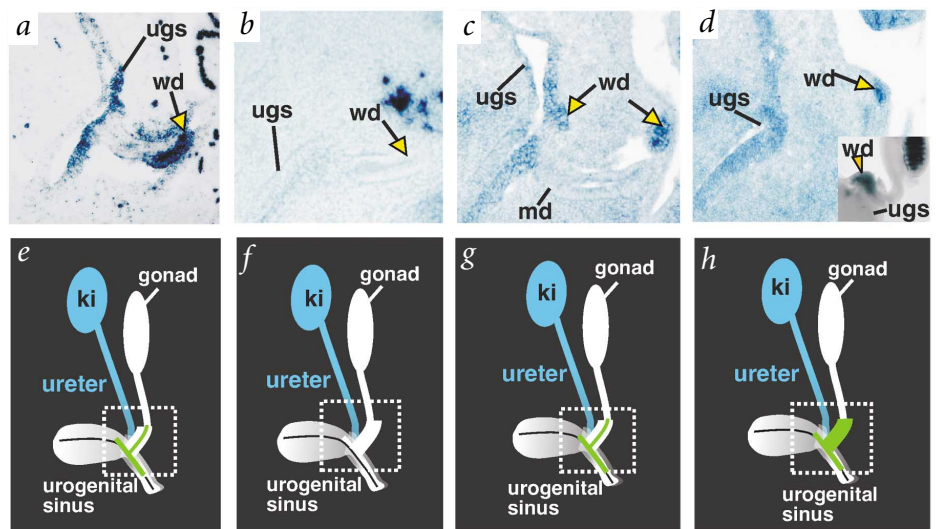 a
ugs
wd
b
ugs
wd
c
ugs
wd
md
d
wd
ugs
wd
ugs
e
gonad
ki
ureter
urogenital
sinus
f
gonad
ki
ureter
urogenital
sinus
g
gonad
ki
ureter
urogenital
sinus
h
gonad
ki
ureter
urogenital
sinus